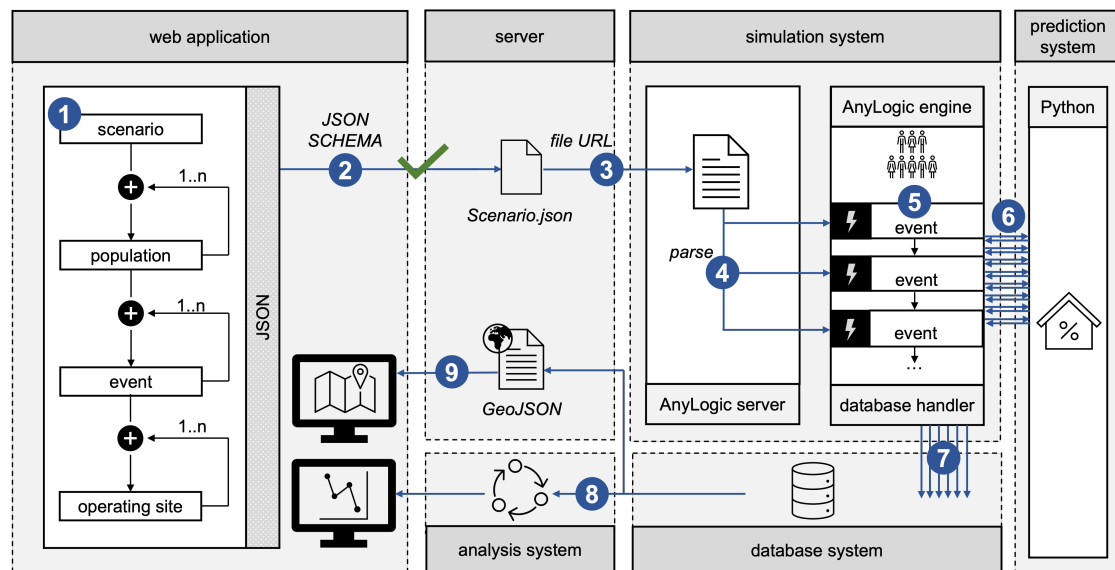 web application
server
simulation system
prediction
system
1
scenario
1..n
population
1..n
event
1..n
operating site
JSON
JSON
SCHEMA
2
Scenario.json
file URL
3
parse
4
AnyLogic server
AnyLogic engine
5
event
event
event
...
database handler
6
Python
%
7
8
9
GeoJSON
analysis system
database system